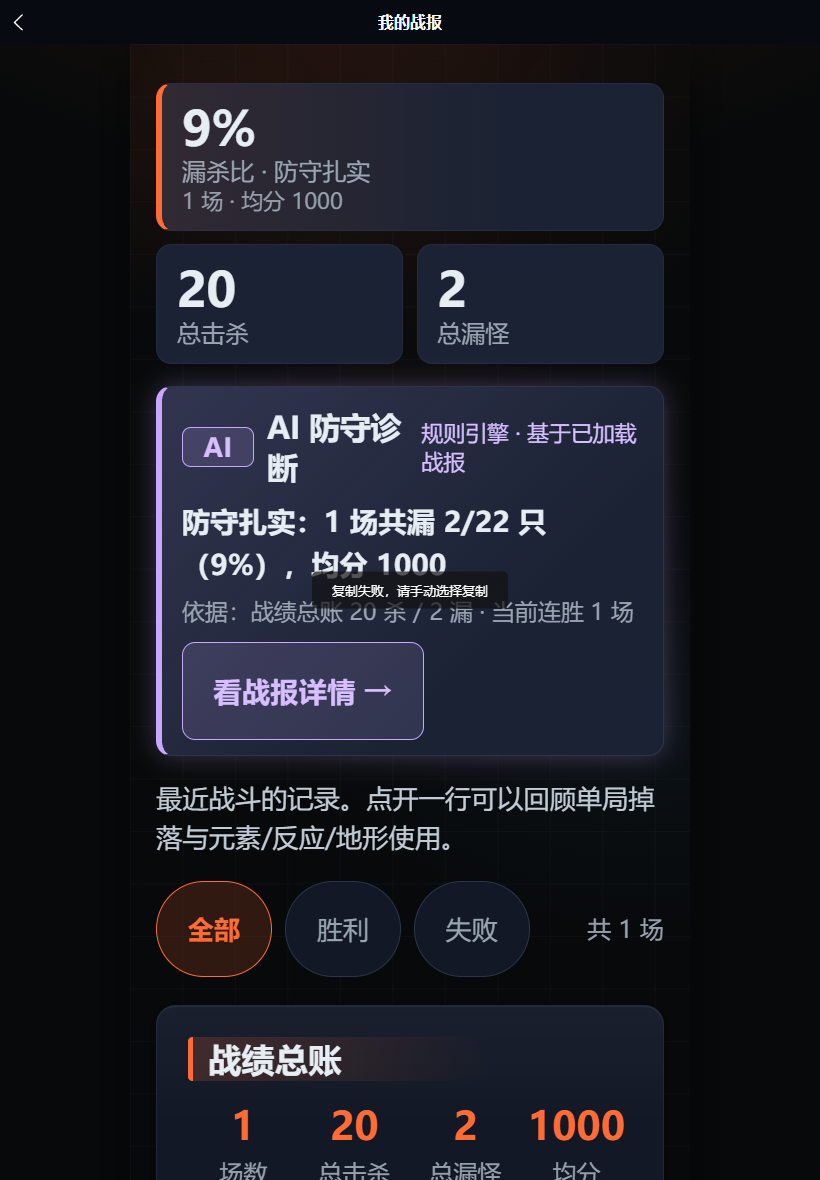 我的战报
9%
漏杀比 · 防守扎实
1 场 · 均分 1000
20
总击杀
2
总漏怪
AI
AI 防守诊
断
规则引擎 · 基于已加载
战报
防守扎实：1 场共漏 2/22 只
（9%），均分 1000
复制失败，请手动选择复制
依据：战绩总账 20 杀 / 2 漏 · 当前连胜 1 场
看战报详情 →
最近战斗的记录。点开一行可以回顾单局掉
落与元素/反应/地形使用。
全部
胜利
失败
共 1 场
战绩总账
1
20
2
1000
场数
总击杀
总漏怪
均分